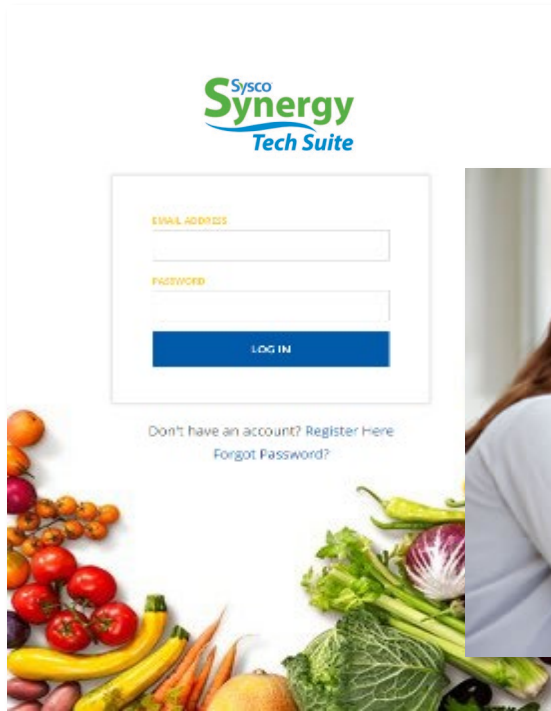 Sysco
Synergy
Tech Suite
EMAIL ADDRESS
PASSWORD
LOG IN
Don't have an account? Register Here
Forgot Password?